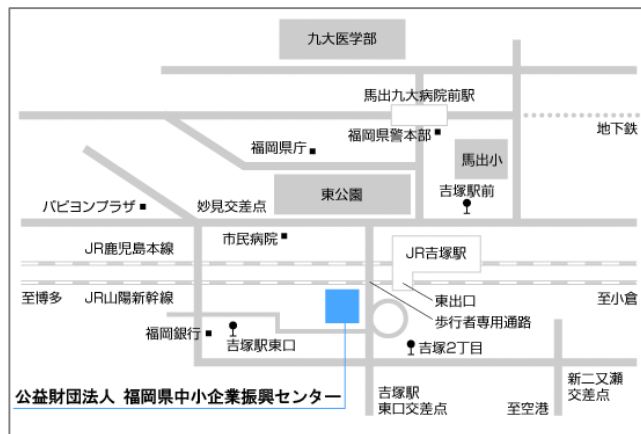 九大医学部
馬出九大病院前駅
地下鉄
福岡県警本部
福岡県庁
馬出小
東公園
吉塚駅前
パピヨンプラザ
妙見交差点
市民病院
JR鹿児島本線
JR吉塚駅
至博多
JR山陽新幹線
東出口
至小倉
歩行者専用通路
福岡銀行
吉塚駅東口
吉塚2丁目
公益財団法人 福岡県中小企業振興センター
吉塚駅
東口交差点
至空港
新二又瀬
交差点